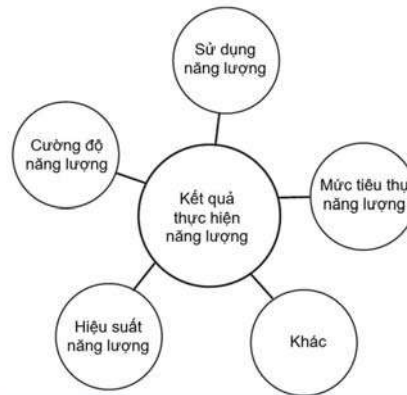 Sử dụng
năng lượng
Cường độ
năng lượng
Kết quả
thực hiện
năng lượng
Mức tiêu thụ
năng lượng
Hiệu suất
năng lượng
Khác